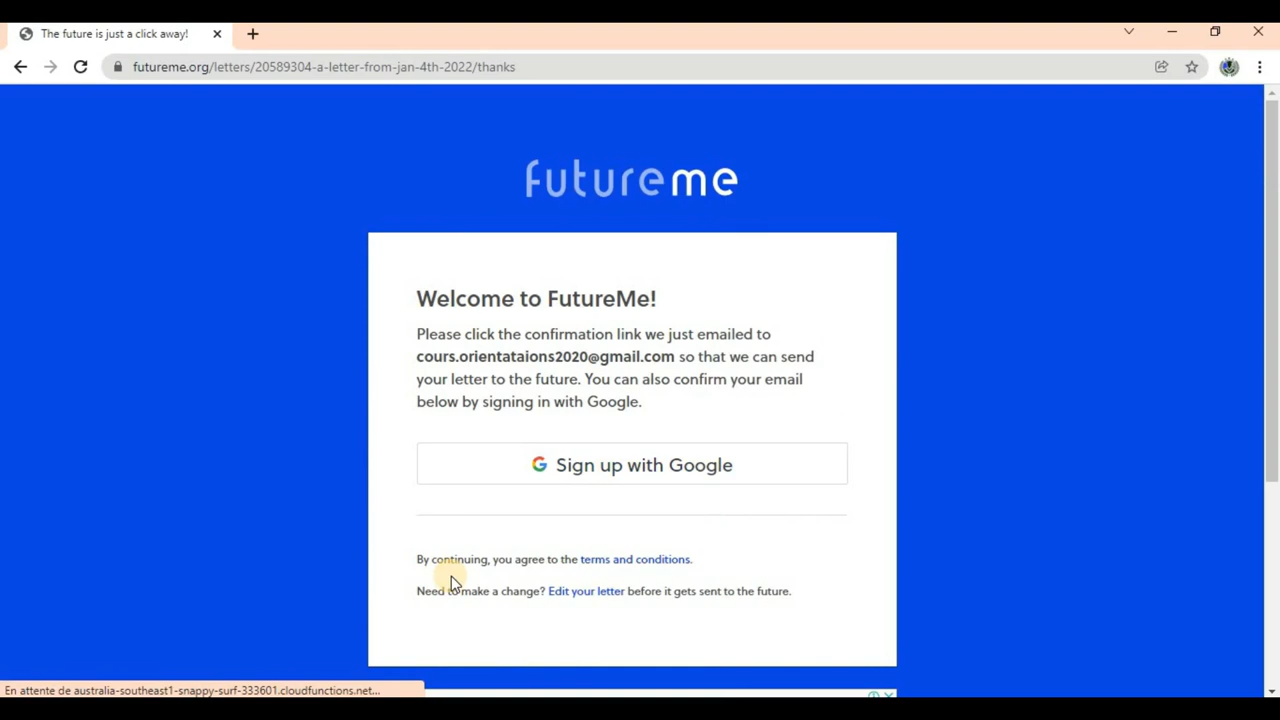 The future is just a click away!
futureme.org/letters/20589304-a-letter-from-jan-4th-2022/thanks
futureme
Welcome to FutureMe!
Please click the confirmation link we just emailed to
cours.orientataions2020@gmail.com so that we can send
your letter to the future. You can also confirm your email
below by signing in with Google.
Sign up with Google
By continuing, you agree to the terms and conditions.
Need to make a change? Edit your letter before it gets sent to the future.
En attente de australia-southeast1-snappy-surf-333601.cloudfunctions.net...